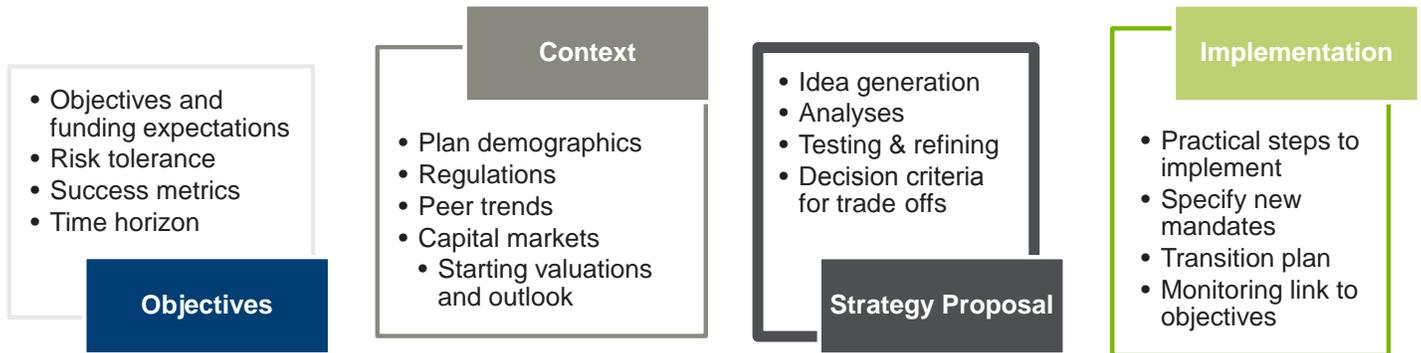 • Objectives and
funding expectations
• Risk tolerance
• Success metrics
• Time horizon
Objectives
Context
• Plan demographics
• Regulations
• Peer trends
• Capital markets
• Starting valuations
and outlook
• Idea generation
• Analyses
• Testing & refining
• Decision criteria
for trade offs
Strategy Proposal
Implementation
• Practical steps to
implement
• Specify new
mandates
• Transition plan
• Monitoring link to
objectives